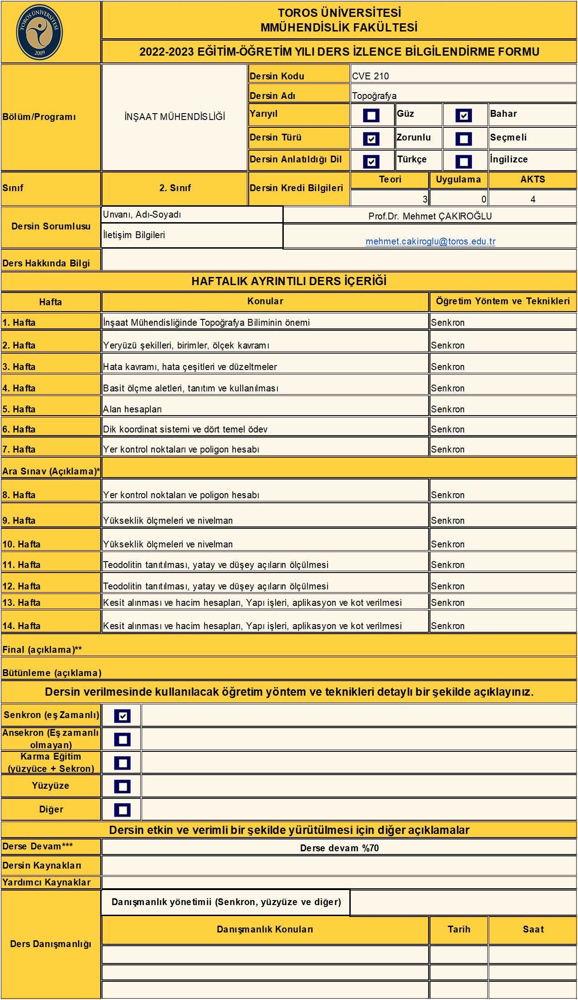 TOROS ÜNİVERSİTESİ
2009
TOROS ÜNİVERSİTESİ
MMÜHENDİSLİK FAKÜLTESİ
2022-2023 EĞİTİM-ÖĞRETİM YILI DERS İZLENCE BİLGİLENDİRME FORMU
Bölüm/Programı
İNŞAAT MÜHENDİSLİĞİ
Dersin Kodu
CVE 210
Dersin Adı
Topoğrafya
Yarıyıl
Güz
Bahar
Dersin Türü
Zorunlu
Seçmeli
Dersin Anlatıldığı Dil
Türkçe
İngilizce
Sınıf
2. Sınıf
Dersin Kredi Bilgileri
Teori
Uygulama
AKTS
3
0
4
Dersin Sorumlusu
Unvanı, Adı-Soyadı
Prof.Dr. Mehmet ÇAKIROĞLU
İletişim Bilgileri
mehmet.cakiroglu@toros.edu.tr
Ders Hakkında Bilgi
HAFTALIK AYRINTILI DERS İÇERİĞİ
Hafta
Konular
Öğretim Yöntem ve Teknikleri
1. Hafta
İnşaat Mühendisliğinde Topoğrafya Biliminin önemi
Senkron
2. Hafta
Yeryüzü şekilleri, birimler, ölçek kavramı
Senkron
3. Hafta
Hata kavramı, hata çeşitleri ve düzeltmeler
Senkron
4. Hafta
Basit ölçme aletleri, tanıtım ve kullanılması
Senkron
5. Hafta
Alan hesapları
Senkron
6. Hafta
Dik koordinat sistemi ve dört temel ödev
Senkron
7. Hafta
Yer kontrol noktaları ve poligon hesabı
Senkron
Ara Sınav (Açıklama)*
8. Hafta
Yer kontrol noktaları ve poligon hesabı
Senkron
9. Hafta
Yükseklik ölçmeleri ve nivelman
Senkron
10. Hafta
Yükseklik ölçmeleri ve nivelman
Senkron
11. Hafta
Teodolitin tanıtılması, yatay ve düşey açıların ölçülmesi
Senkron
12. Hafta
Teodolitin tanıtılması, yatay ve düşey açıların ölçülmesi
Senkron
13. Hafta
Kesit alınması ve hacim hesapları, Yapı işleri, aplikasyon ve kot verilmesi
Senkron
14. Hafta
Kesit alınması ve hacim hesapları, Yapı işleri, aplikasyon ve kot verilmesi
Senkron
Final (açıklama)**
Bütünleme (açıklama)
Dersin verilmesinde kullanılacak öğretim yöntem ve teknikleri detaylı bir şekilde açıklayınız.
Senkron (eş Zamanlı)
Ansekron (Eş zamanlı
olmayan)
Karma Eğitim
(yüzyüce + Sekron)
Yüzyüze
Diğer
Dersin etkin ve verimli bir şekilde yürütülmesi için diğer açıklamalar
Derse Devam***
Derse devam %70
Dersin Kaynakları
Yardımcı Kaynaklar
Ders Danışmanlığı
Danışmanlık yönetimii (Senkron, yüzyüze ve diğer)
Danışmanlık Konuları
Tarih
Saat